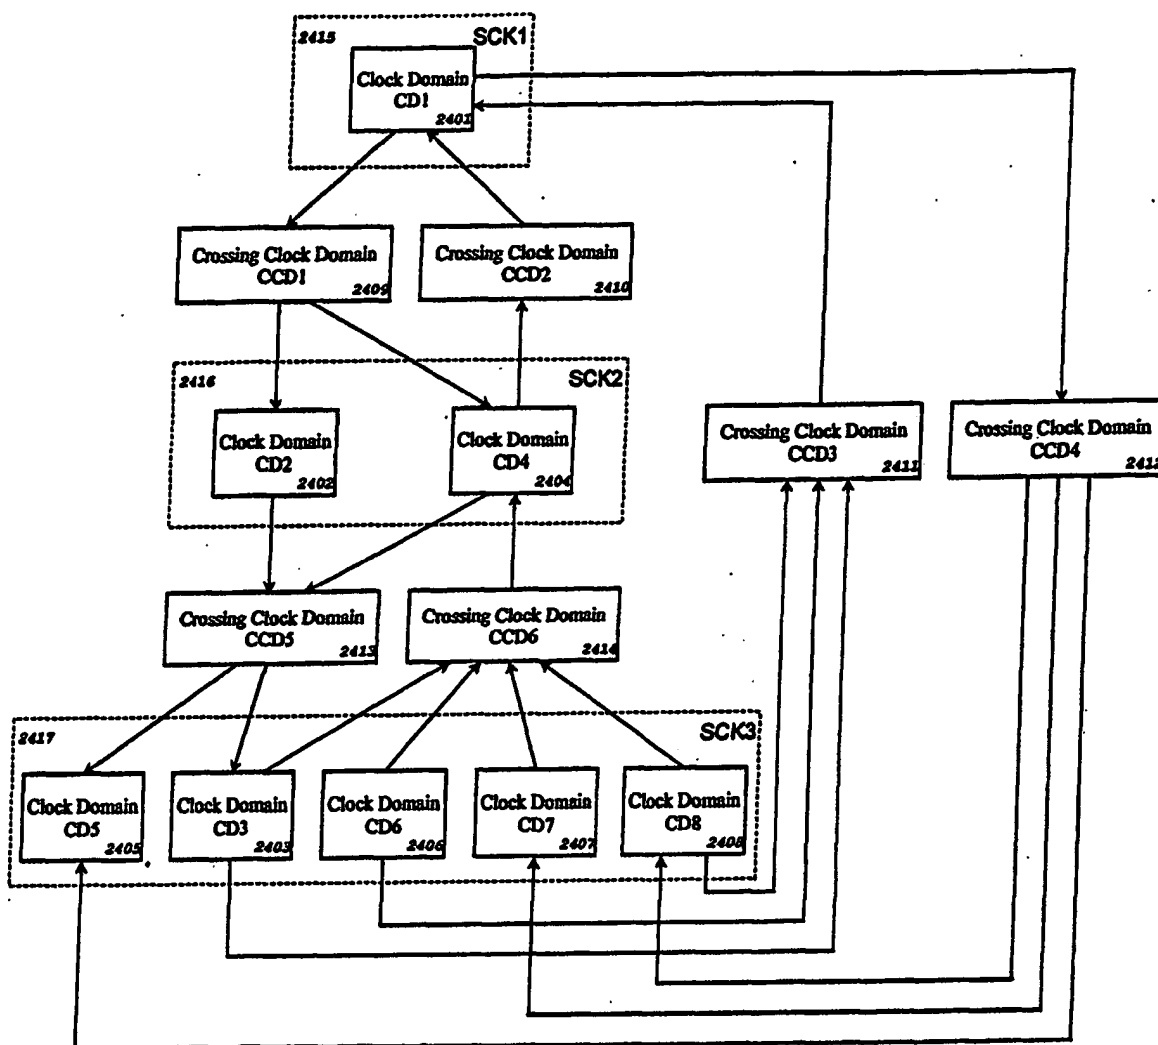 2415
SCK1
Clock Domain
CD1
2401
Crossing Clock Domain
CCD1
2409
Crossing Clock Domain
CCD2
2410
2416
SCK2
Clock Domain
CD2
2402
Clock Domain
CD4
2404
Crossing Clock Domain
CCD3
2411
Crossing Clock Domain
CCD4
2412
Crossing Clock Domain
CCD5
2413
Crossing Clock Domain
CCD6
2414
2417
SCK3
Clock Domain
CD5
2405
Clock Domain
CD3
2403
Clock Domain
CD6
2406
Clock Domain
CD7
2407
Clock Domain
CD8
2408